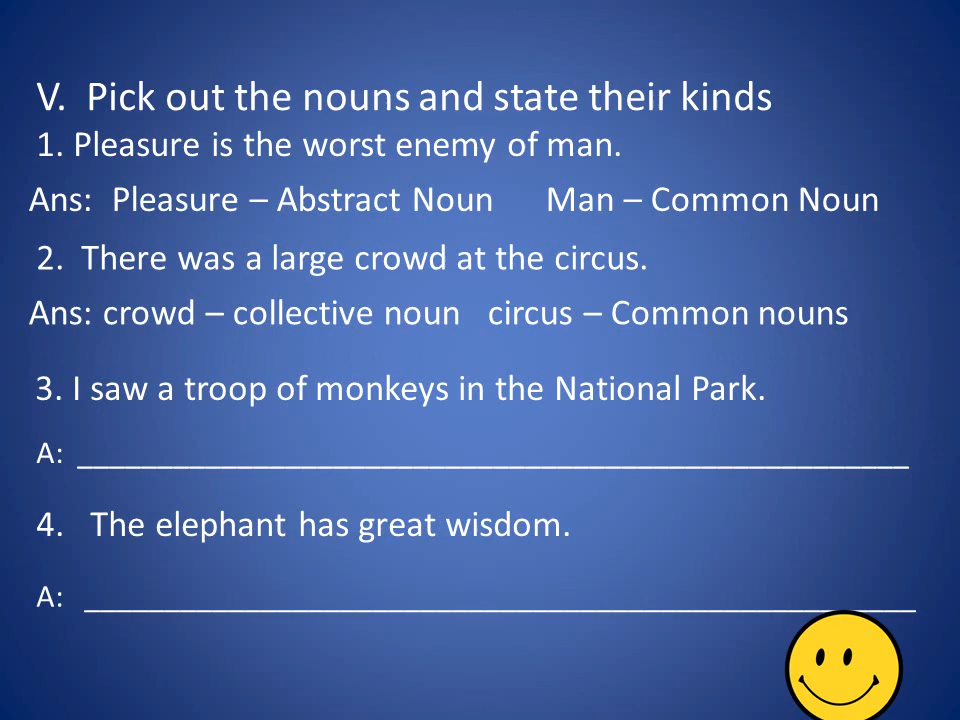 V. Pick out the nouns and state their kinds
1. Pleasure is the worst enemy of man.
Ans: Pleasure – Abstract Noun Man – Common Noun
2. There was a large crowd at the circus.
Ans: crowd – collective noun circus – Common nouns
3. I saw a troop of monkeys in the National Park.
A: __________________________________________________
4. The elephant has great wisdom.
A: __________________________________________________